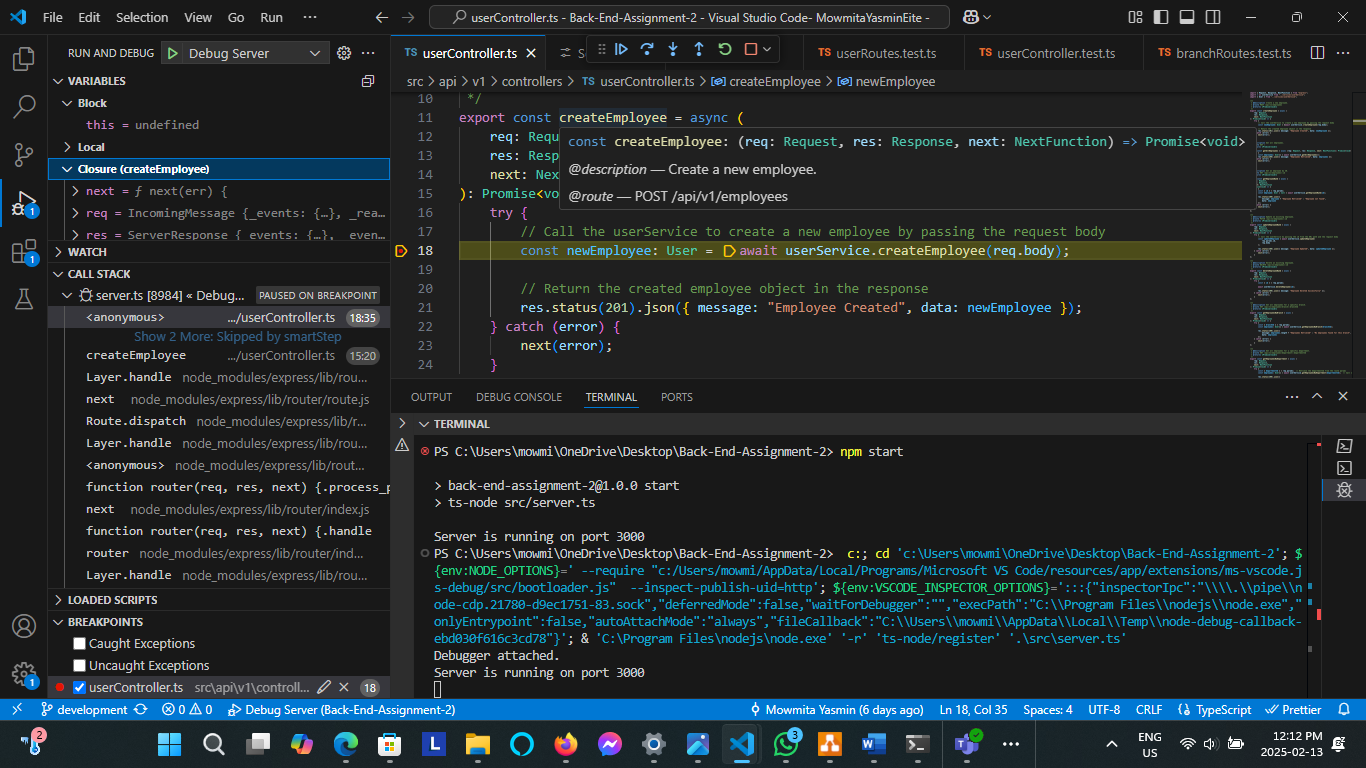 File Edit Selection View Go Run ···
userController.ts - Back-End-Assignment-2 - Visual Studio Code- MowmitaYasminEite -
RUN AND DEBUG Debug Server ···
TS userController.ts
TS userRoutes.test.ts
TS userController.test.ts
TS branchRoutes.test.ts
src > api > v1 > controllers > TS userController.ts > createEmployee > newEmployee
VARIABLES
Block
this = undefined
Local
Closure (createEmployee)
next = ƒ next(err) {
req = IncomingMessage {_events: {…}, _rea...
res = ServerResponse {_events: {…}, _even...
WATCH
CALL STACK
server.ts [8984] « Debug... PAUSED ON BREAKPOINT
<anonymous> .../userController.ts 18:35
Show 2 More: Skipped by smartStep
createEmployee .../userController.ts 15:20
Layer.handle node_modules/express/lib/rou...
next node_modules/express/lib/router/route.js
Route.dispatch node_modules/express/lib/r...
Layer.handle node_modules/express/lib/rou...
<anonymous> node_modules/express/lib/rout...
function router(req, res, next) {.process_p
next node_modules/express/lib/router/index.js
function router(req, res, next) {.handle
router node_modules/express/lib/router/ind...
Layer.handle node_modules/express/lib/rou...
LOADED SCRIPTS
BREAKPOINTS
Caught Exceptions
Uncaught Exceptions
userController.ts src\api\v1\controll... 18
10 */
11 export const createEmployee = async (
12 req: Requ
13 res: Resp
14 next: Nex
15 ): Promise<vo
const createEmployee: (req: Request, res: Response, next: NextFunction) => Promise<void>
@description — Create a new employee.
@route — POST /api/v1/employees
16 try {
17 // Call the userService to create a new employee by passing the request body
18 const newEmployee: User = await userService.createEmployee(req.body);
19
20 // Return the created employee object in the response
21 res.status(201).json({ message: "Employee Created", data: newEmployee });
22 } catch (error) {
23 next(error);
24 }
OUTPUT DEBUG CONSOLE TERMINAL PORTS ···
TERMINAL
PS C:\Users\mowmi\OneDrive\Desktop\Back-End-Assignment-2> npm start
> back-end-assignment-2@1.0.0 start
> ts-node src/server.ts
Server is running on port 3000
PS C:\Users\mowmi\OneDrive\Desktop\Back-End-Assignment-2>  c:; cd 'c:\Users\mowmi\OneDrive\Desktop\Back-End-Assignment-2'; $
{env:NODE_OPTIONS}=' --require "c:/Users/mowmi/AppData/Local/Programs/Microsoft VS Code/resources/app/extensions/ms-vscode.j
s-debug/src/bootloader.js"  --inspect-publish-uid=http'; ${env:VSCODE_INSPECTOR_OPTIONS}=':::{"inspectorIpc":"\\\\.\\pipe\\n
ode-cdp.21780-d9ec1751-83.sock","deferredMode":false,"waitForDebugger":"","execPath":"C:\\Program Files\\nodejs\\node.exe","
onlyEntrypoint":false,"autoAttachMode":"always","fileCallback":"C:\\Users\\mowmi\\AppData\\Local\\Temp\\node-debug-callback-
ebd030f616c3cd78"}'; & 'C:\Program Files\nodejs\node.exe' '-r' 'ts-node/register' '.\src\server.ts'
Debugger attached.
Server is running on port 3000
development 0 0 Debug Server (Back-End-Assignment-2) Mowmita Yasmin (6 days ago) Ln 18, Col 35 Spaces: 4 UTF-8 CRLF TypeScript Prettier
ENG
US
12:12 PM
2025-02-13